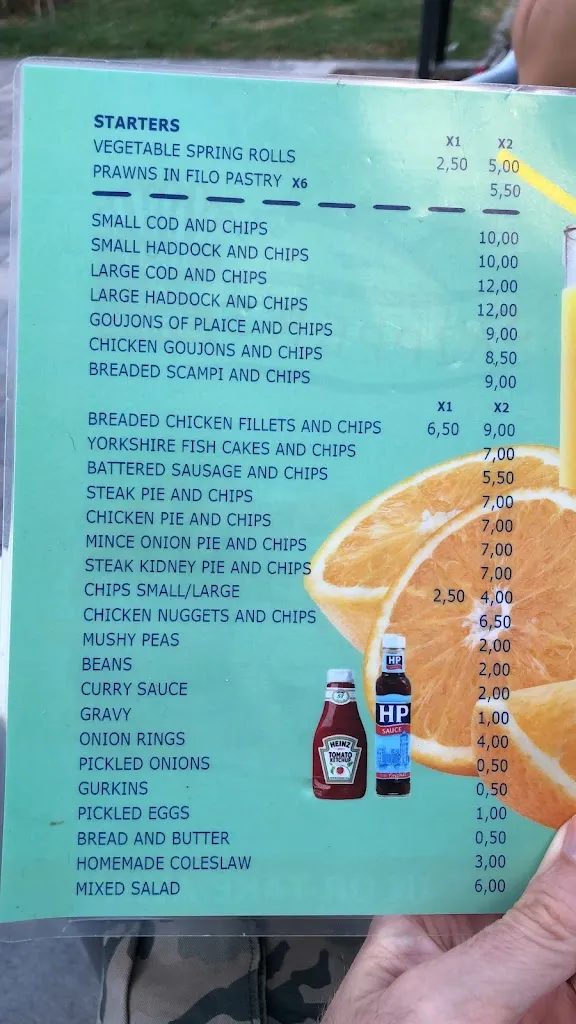 STARTERS
X1 X2
VEGETABLE SPRING ROLLS 2,50 5,00
PRAWNS IN FILO PASTRY X6 5,50
SMALL COD AND CHIPS 10,00
SMALL HADDOCK AND CHIPS 10,00
LARGE COD AND CHIPS 12,00
LARGE HADDOCK AND CHIPS 12,00
GOUJONS OF PLAICE AND CHIPS 9,00
CHICKEN GOUJONS AND CHIPS 8,50
BREADED SCAMPI AND CHIPS 9,00
X1 X2
BREADED CHICKEN FILLETS AND CHIPS 6,50 9,00
YORKSHIRE FISH CAKES AND CHIPS 7,00
BATTERED SAUSAGE AND CHIPS 5,50
STEAK PIE AND CHIPS 7,00
CHICKEN PIE AND CHIPS 7,00
MINCE ONION PIE AND CHIPS 7,00
STEAK KIDNEY PIE AND CHIPS 7,00
CHIPS SMALL/LARGE 2,50 4,00
CHICKEN NUGGETS AND CHIPS 6,50
MUSHY PEAS 2,00
BEANS 2,00
CURRY SAUCE 2,00
GRAVY 1,00
ONION RINGS 4,00
PICKLED ONIONS 0,50
GURKINS 0,50
PICKLED EGGS 1,00
BREAD AND BUTTER 0,50
HOMEMADE COLESLAW 3,00
MIXED SALAD 6,00
57
HEINZ
TOMATO
KETCHUP
HP
HP
SAUCE